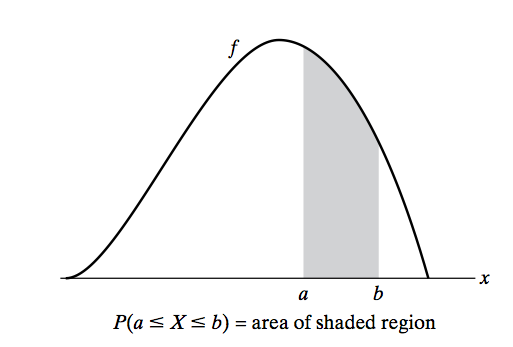 f
x
a b
P(a ≤ X ≤ b) = area of shaded region